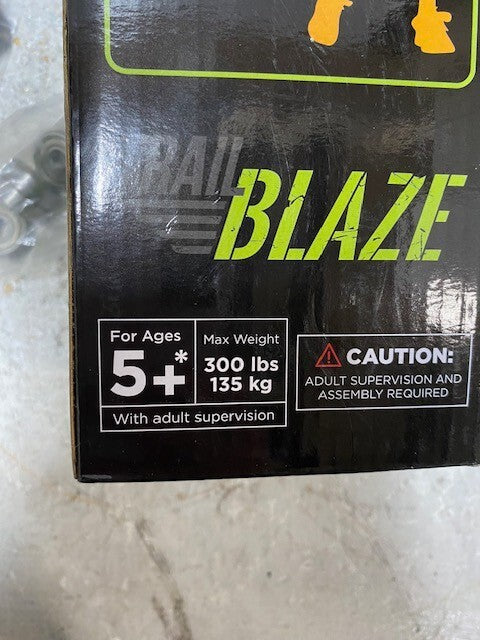 RAIL
BLAZE
For Ages
5+*
With adult supervision
Max Weight
300 lbs
135 kg
CAUTION:
ADULT SUPERVISION AND
ASSEMBLY REQUIRED